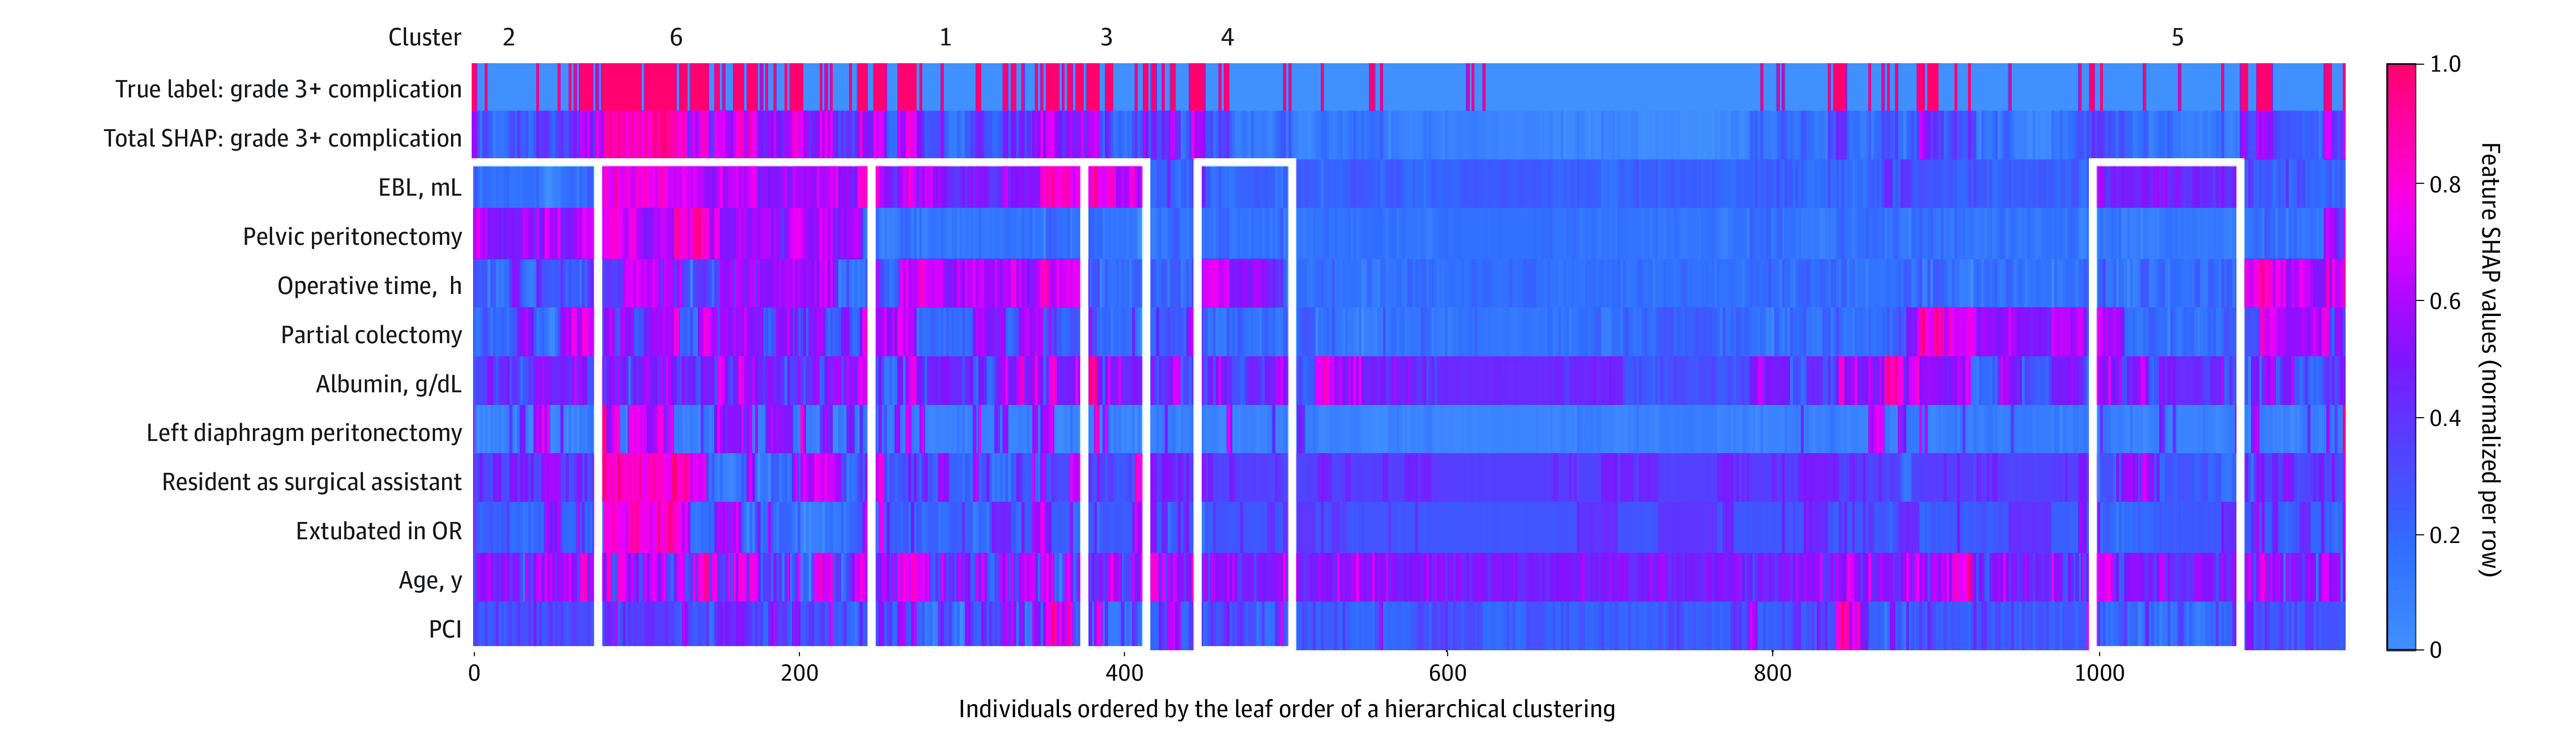 Cluster 2 6 1 3 4 5
True label: grade 3+ complication
Total SHAP: grade 3+ complication
EBL, mL
Pelvic peritonectomy
Operative time, h
Partial colectomy
Albumin, g/dL
Left diaphragm peritonectomy
Resident as surgical assistant
Extubated in OR
Age, y
PCI
0 200 400 600 800 1000
Individuals ordered by the leaf order of a hierarchical clustering
1.0
0.8
0.6
0.4
0.2
0
Feature SHAP values (normalized per row)